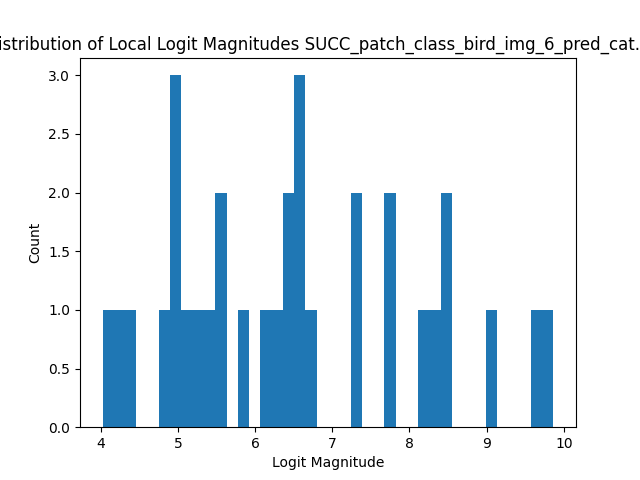 istribution of Local Logit Magnitudes SUCC_patch_class_bird_img_6_pred_cat.
3.0
2.5
2.0
1.5
1.0
0.5
0.0
Count
4 5 6 7 8 9 10
Logit Magnitude